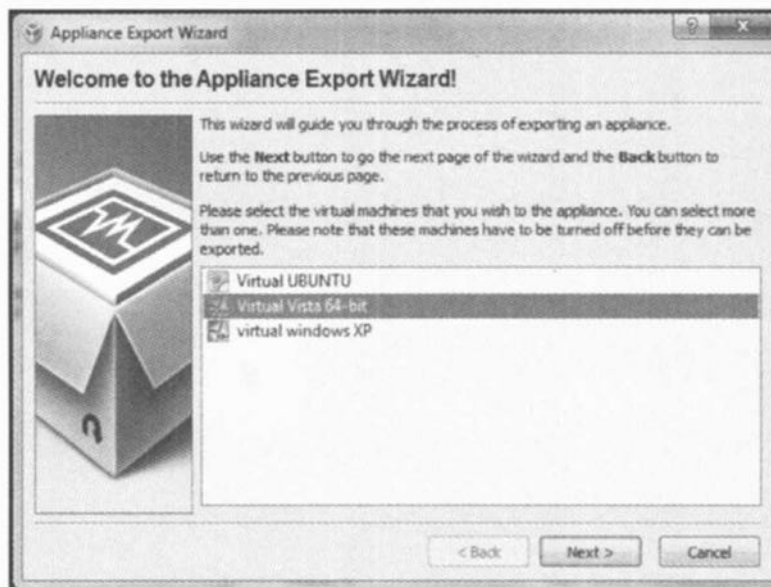 Appliance Export Wizard
Welcome to the Appliance Export Wizard!
This wizard will guide you through the process of exporting an appliance.
Use the Next button to go the next page of the wizard and the Back button to
return to the previous page.
Please select the virtual machines that you wish to the appliance. You can select more
than one. Please note that these machines have to be turned off before they can be
exported.
Virtual UBUNTU
Virtual Vista 64-bit
virtual windows XP
< Back
Next >
Cancel